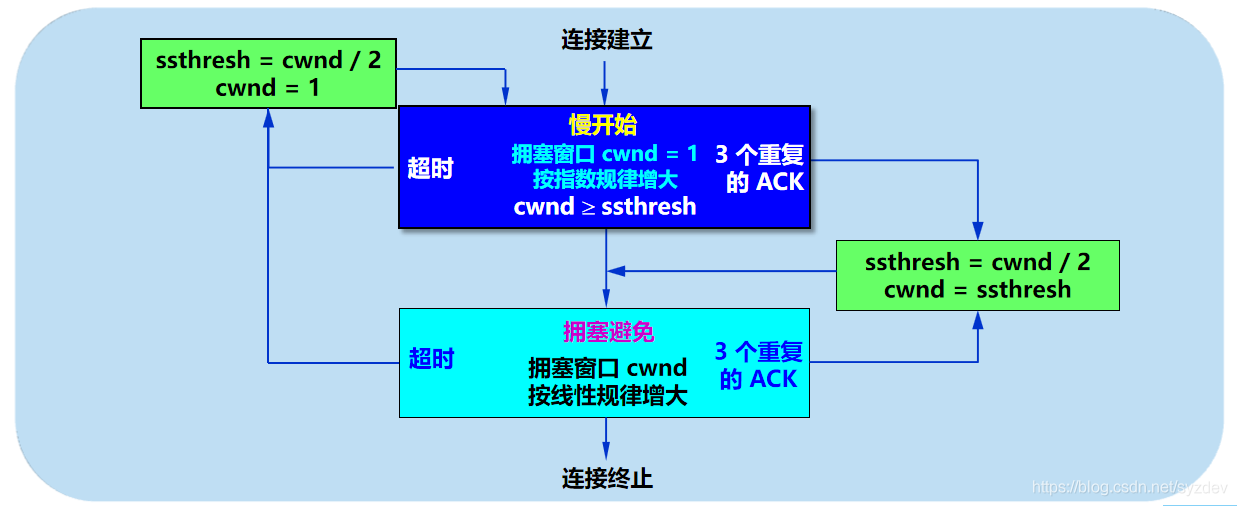 连接建立
ssthresh = cwnd / 2
cwnd = 1
慢开始
超时
拥塞窗口 cwnd = 1
按指数规律增大
cwnd ≥ ssthresh
3 个重复
的 ACK
ssthresh = cwnd / 2
cwnd = ssthresh
拥塞避免
超时
拥塞窗口 cwnd
按线性规律增大
3 个重复
的 ACK
连接终止
https://blog.csdn.net/syzdev